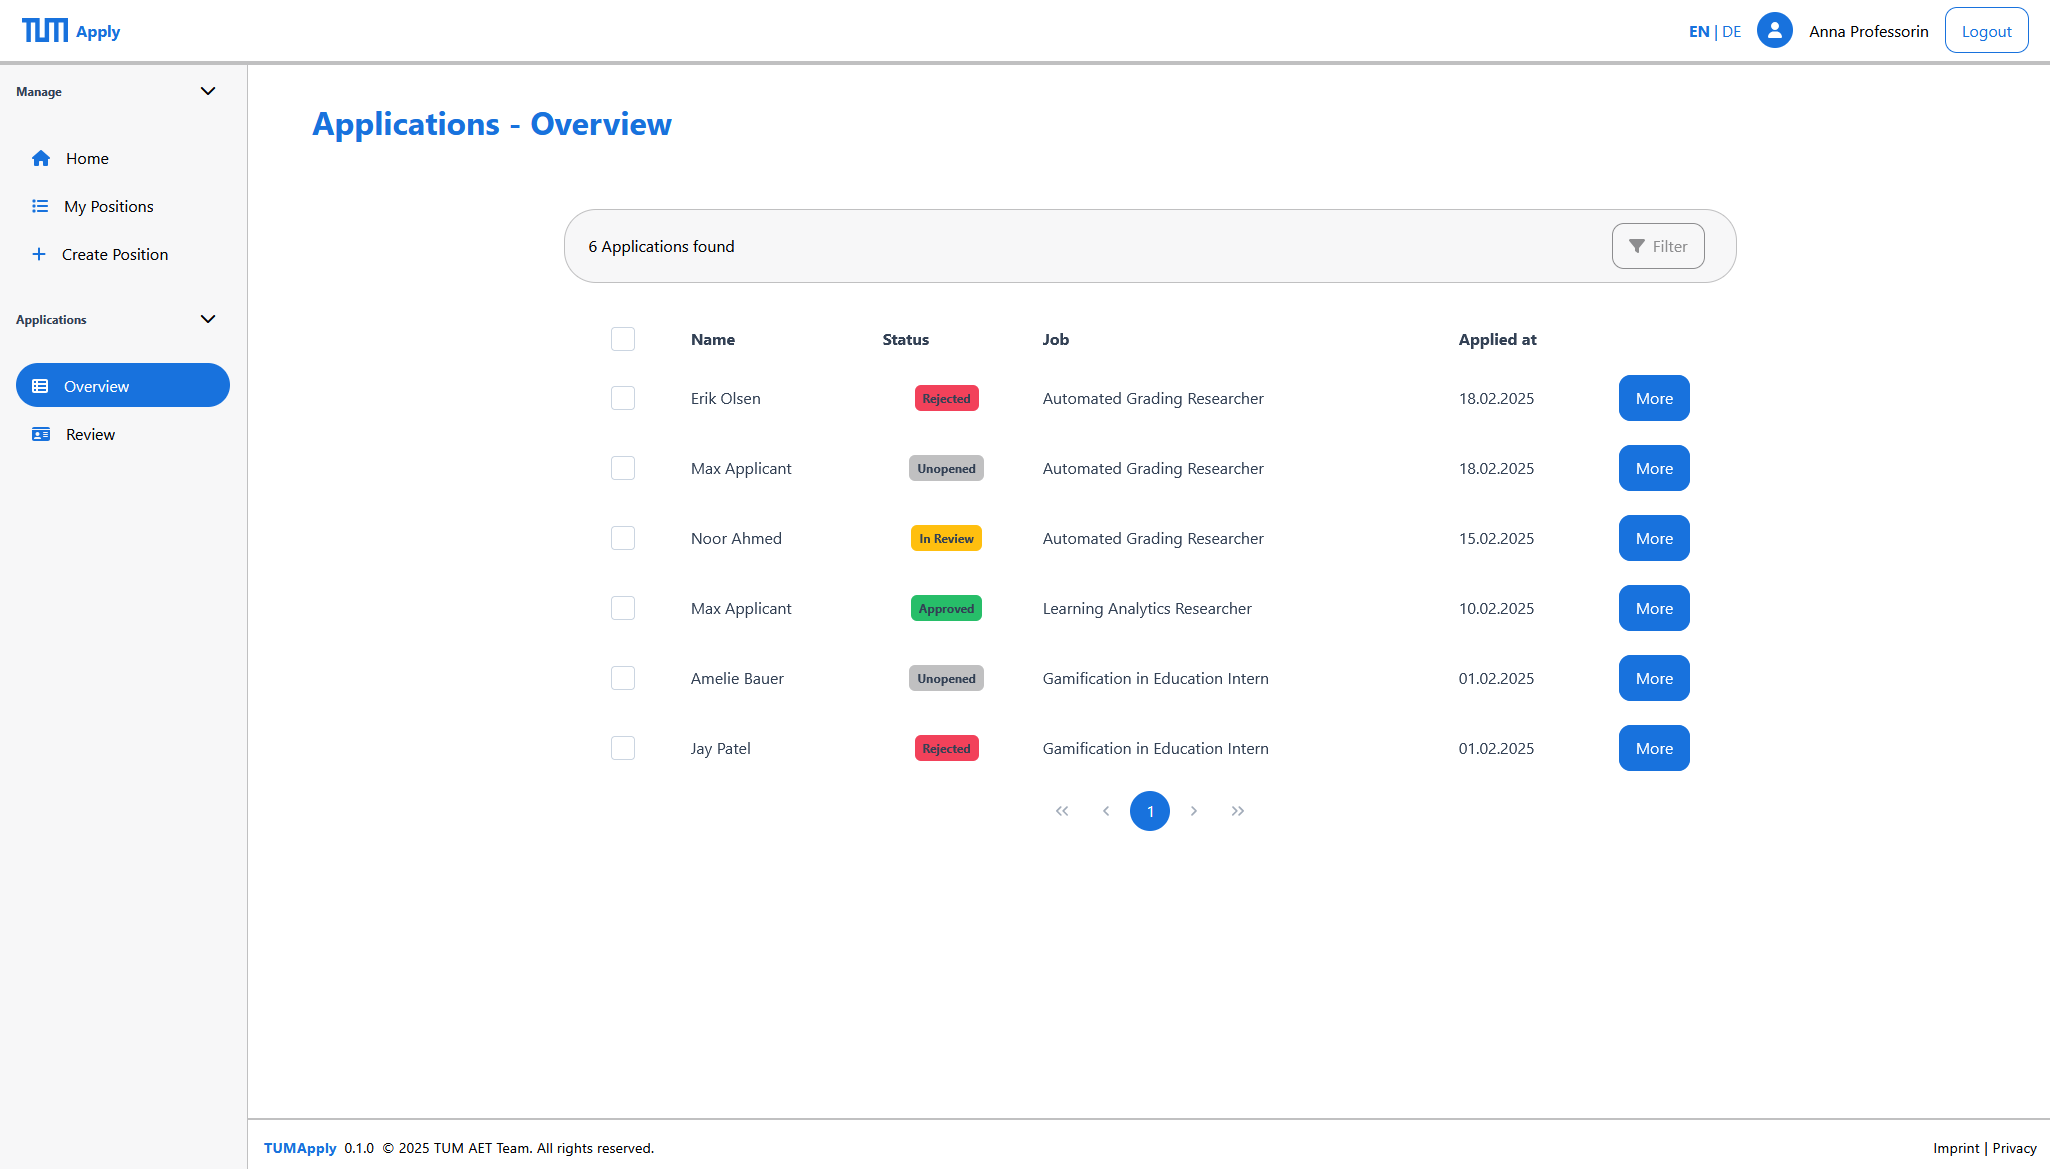 TUM Apply
EN | DE
Anna Professorin
Logout
Manage
Home
My Positions
Create Position
Applications
Overview
Review
Applications - Overview
6 Applications found
Filter
Name Status Job Applied at
Erik Olsen Rejected Automated Grading Researcher 18.02.2025 More
Max Applicant Unopened Automated Grading Researcher 18.02.2025 More
Noor Ahmed In Review Automated Grading Researcher 15.02.2025 More
Max Applicant Approved Learning Analytics Researcher 10.02.2025 More
Amelie Bauer Unopened Gamification in Education Intern 01.02.2025 More
Jay Patel Rejected Gamification in Education Intern 01.02.2025 More
1
TUMApply 0.1.0 © 2025 TUM AET Team. All rights reserved.
Imprint | Privacy